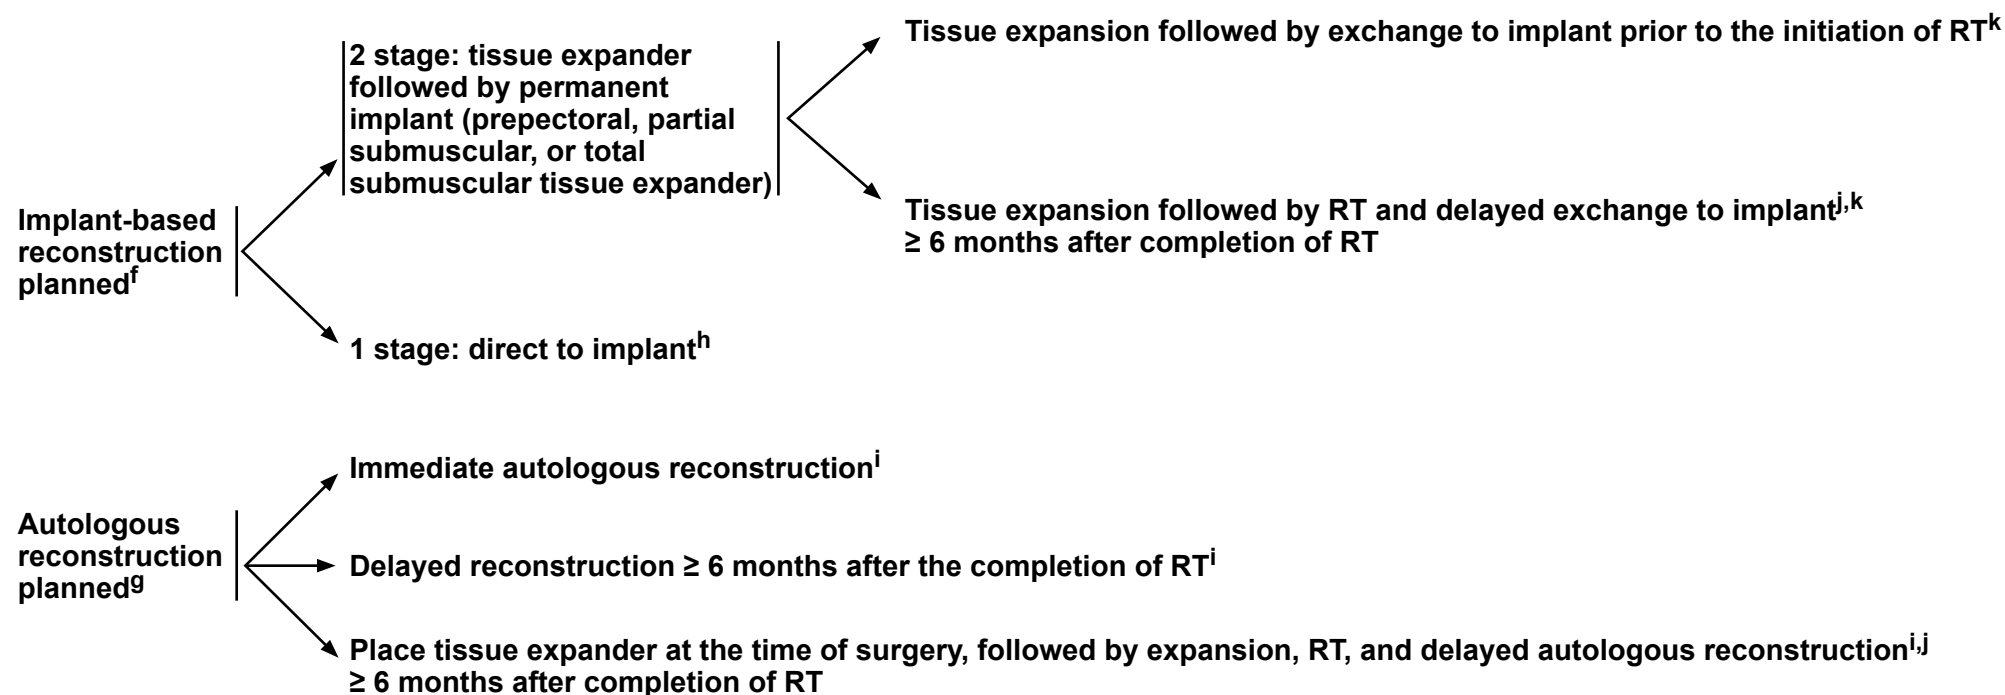 Tissue expansion followed by exchange to implant prior to the initiation of RTk
2 stage: tissue expander
followed by permanent
implant (prepectoral, partial
submuscular, or total
submuscular tissue expander)
Tissue expansion followed by RT and delayed exchange to implantj,k
≥ 6 months after completion of RT
Implant-based
reconstruction
plannedf
1 stage: direct to implanth
Immediate autologous reconstructioni
Autologous
reconstruction
plannedg
Delayed reconstruction ≥ 6 months after the completion of RTi
Place tissue expander at the time of surgery, followed by expansion, RT, and delayed autologous reconstructioni,j
≥ 6 months after completion of RT